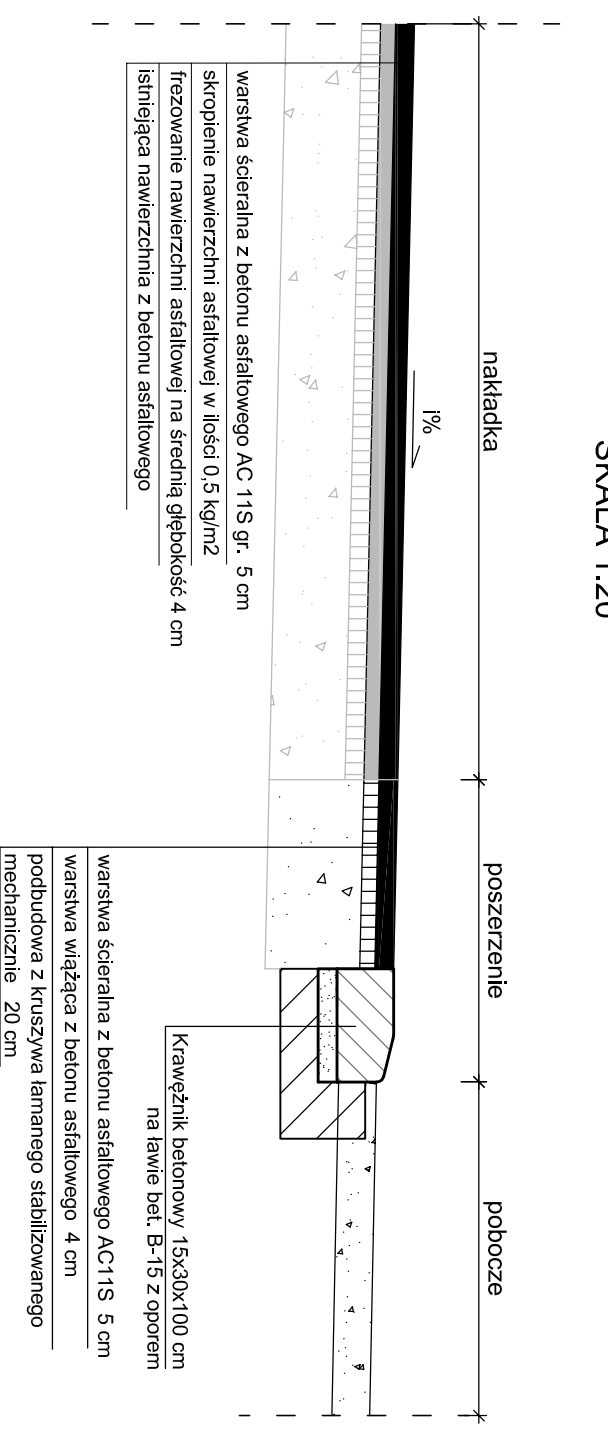 SKALA 1:20
nakładka
poszerzenie
pobocze
i%
warstwa ścieralna z betonu asfaltowego AC 11S gr. 5 cm
skropienie nawierzchni asfaltowej w ilości 0,5 kg/m2
frezowanie nawierzchni asfaltowej na średnią głębokość 4 cm
istniejąca nawierzchnia z betonu asfaltowego
Krawężnik betonowy 15x30x100 cm
na ławie bet. B-15 z oporem
warstwa ścieralna z betonu asfaltowego AC11S 5 cm
warstwa wiążąca z betonu asfaltowego 4 cm
podbudowa z kruszywa łamanego stabilizowanego
mechanicznie 20 cm